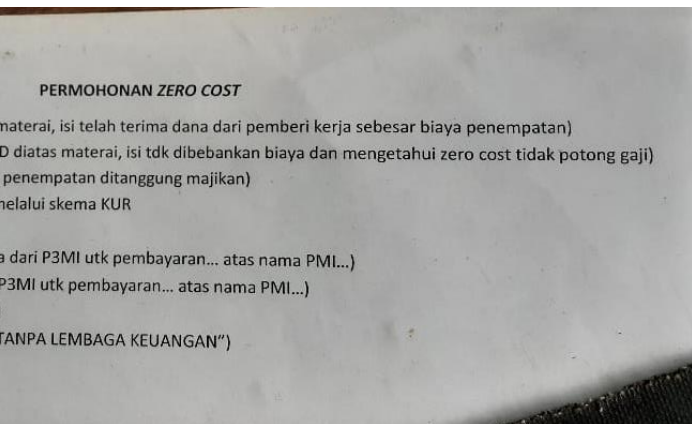 PERMOHONAN ZERO COST
materai, isi telah terima dana dari pemberi kerja sebesar biaya penempatan)
D diatas materai, isi tdk dibebankan biaya dan mengetahui zero cost tidak potong gaji)
penempatan ditanggung majikan)
melalui skema KUR
a dari P3MI utk pembayaran... atas nama PMI...)
P3MI utk pembayaran... atas nama PMI...)
TANPA LEMBAGA KEUANGAN")